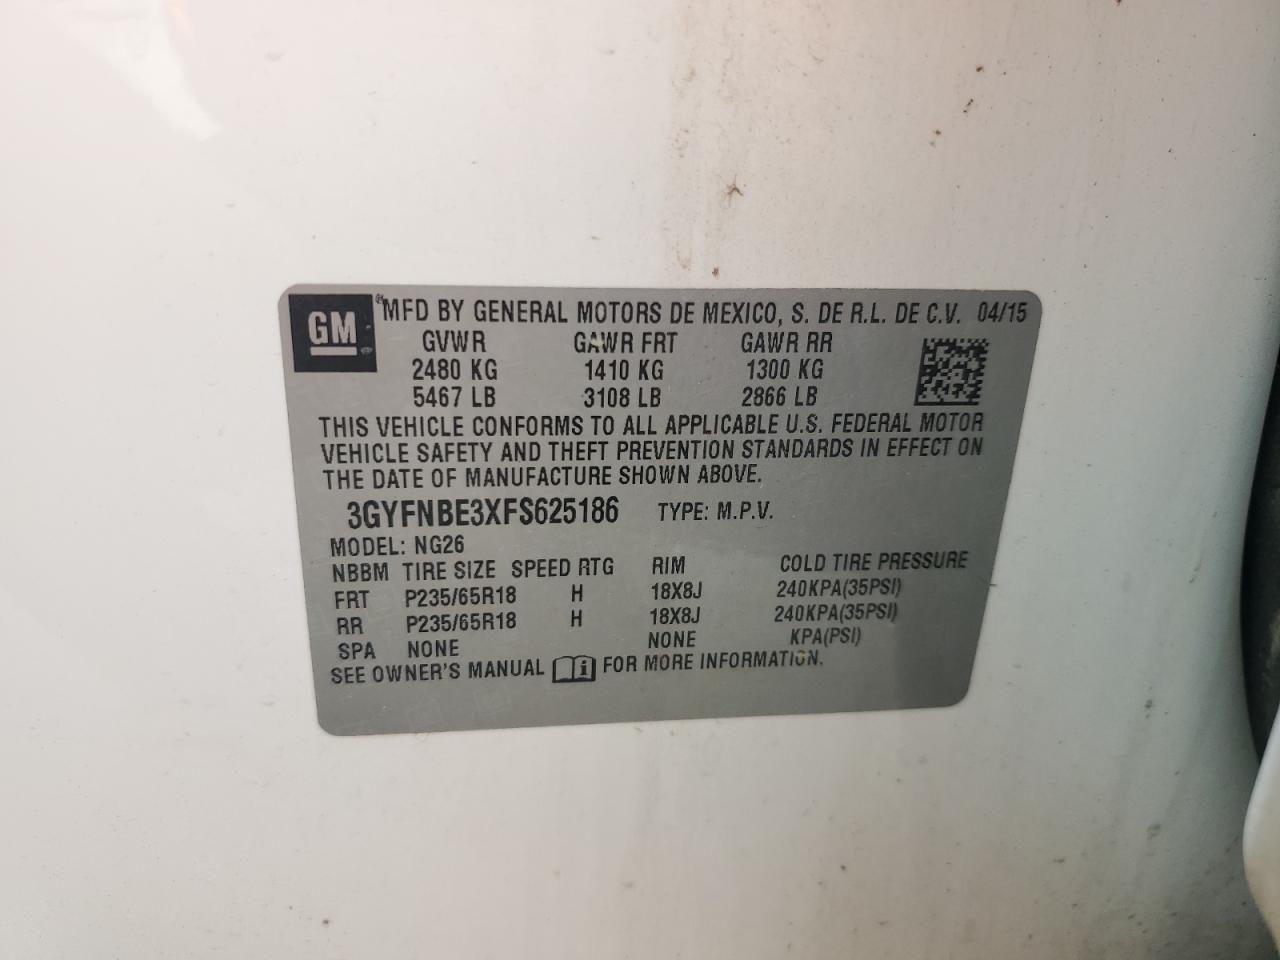 GM ® MFD BY GENERAL MOTORS DE MEXICO, S. DE R.L. DE C.V. 04/15
GVWR GAWR FRT GAWR RR
2480 KG 1410 KG 1300 KG
5467 LB 3108 LB 2866 LB
THIS VEHICLE CONFORMS TO ALL APPLICABLE U.S. FEDERAL MOTOR
VEHICLE SAFETY AND THEFT PREVENTION STANDARDS IN EFFECT ON
THE DATE OF MANUFACTURE SHOWN ABOVE.
3GYFNBE3XFS625186 TYPE: M.P.V.
MODEL: NG26
NBBM TIRE SIZE SPEED RTG RIM COLD TIRE PRESSURE
FRT P235/65R18 H 18X8J 240KPA(35PSI)
RR P235/65R18 H 18X8J 240KPA(35PSI)
SPA NONE NONE KPA(PSI)
SEE OWNER'S MANUAL i FOR MORE INFORMATION.